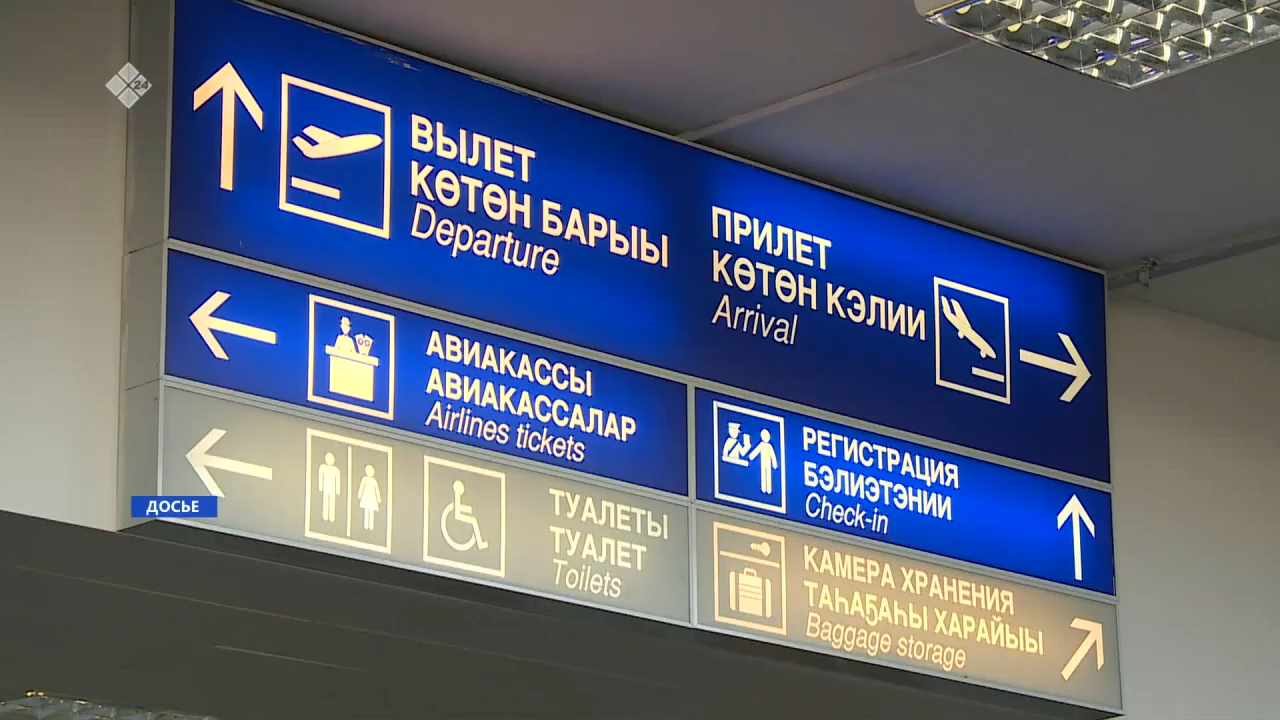 24
ВЫЛЕТ
КӨТӨН БАРЫЫ
Departure
ПРИЛЕТ
КӨТӨН КЭЛИИ
Arrival
АВИАКАССЫ
АВИАКАССАЛАР
Airlines tickets
РЕГИСТРАЦИЯ
БЭЛИЭТЭНИИ
Check-in
ТУАЛЕТЫ
ТУАЛЕТ
Toilets
КАМЕРА ХРАНЕНИЯ
ТАҺАҔАҺЫ ХАРАЙЫЫ
Baggage storage
ДОСЬЕ